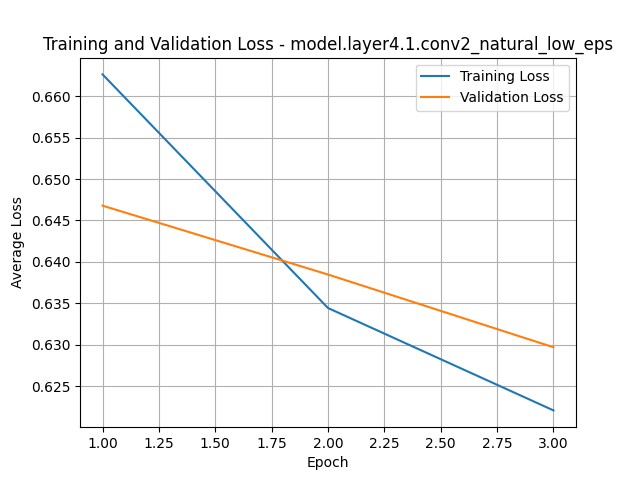 Training and Validation Loss - model.layer4.1.conv2_natural_low_eps
Training Loss
Validation Loss
Average Loss
0.660
0.655
0.650
0.645
0.640
0.635
0.630
0.625
1.00 1.25 1.50 1.75 2.00 2.25 2.50 2.75 3.00
Epoch